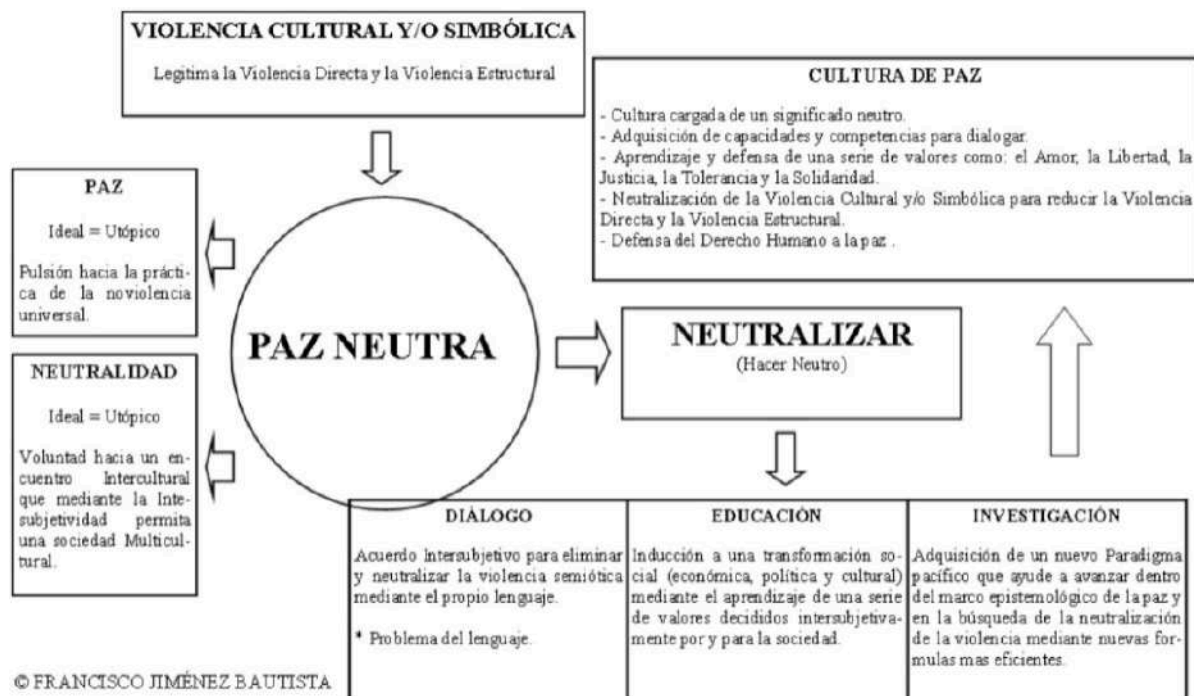 VIOLENCIA CULTURAL Y/O SIMBÓLICA
Legitima la Violencia Directa y la Violencia Estructural
CULTURA DE PAZ
- Cultura cargada de un significado neutro.
- Adquisición de capacidades y competencias para dialogar.
- Aprendizaje y defensa de una serie de valores como: el Amor, la Libertad, la
Justicia, la Tolerancia y la Solidaridad.
- Neutralización de la Violencia Cultural y/o Simbólica para reducir la Violencia
Directa y la Violencia Estructural.
- Defensa del Derecho Humano a la paz .
PAZ
Ideal = Utópico
Pulsión hacia la prácti-
ca de la noviolencia
universal.
NEUTRALIDAD
Ideal = Utópico
Voluntad hacia un en-
cuentro Intercultural
que mediante la Inte-
subjetividad permita
una sociedad Multicul-
tural.
PAZ NEUTRA
NEUTRALIZAR
(Hacer Neutro)
DIÀLOGO
Acuerdo Intersubjetivo para eliminar
y neutralizar la violencia semiótica
mediante el propio lenguaje.
* Problema del lenguaje.
EDUCACIÓN
Inducción a una transformación so-
cial (económica, política y cultural)
mediante el aprendizaje de una serie
de valores decididos intersubjetiva-
mente por y para la sociedad.
INVESTIGACIÓN
Adquisición de un nuevo Paradigma
pacífico que ayude a avanzar dentro
del marco epistemológico de la paz y
en la búsqueda de la neutralización
de la violencia mediante nuevas for-
mulas mas eficientes.
© FRANCISCO JIMÉNEZ BAUTISTA